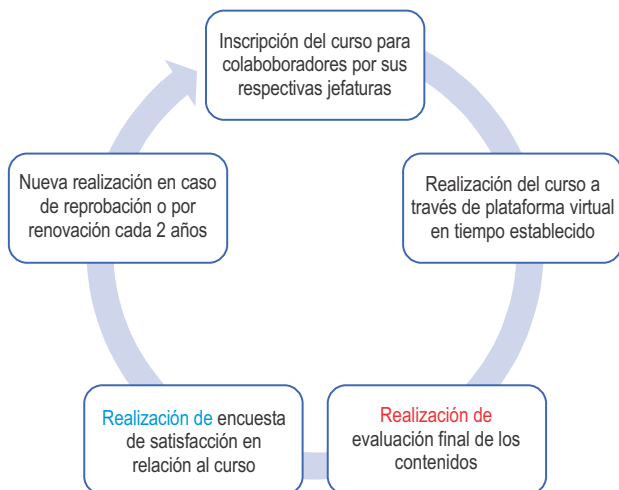 Inscripción del curso para
colaboboradores por sus
respectivas jefaturas
Realización del curso a
través de plataforma virtual
en tiempo establecido
Realización de
evaluación final de los
contenidos
Realización de encuesta
de satisfacción en
relación al curso
Nueva realización en caso
de reprobación o por
renovación cada 2 años